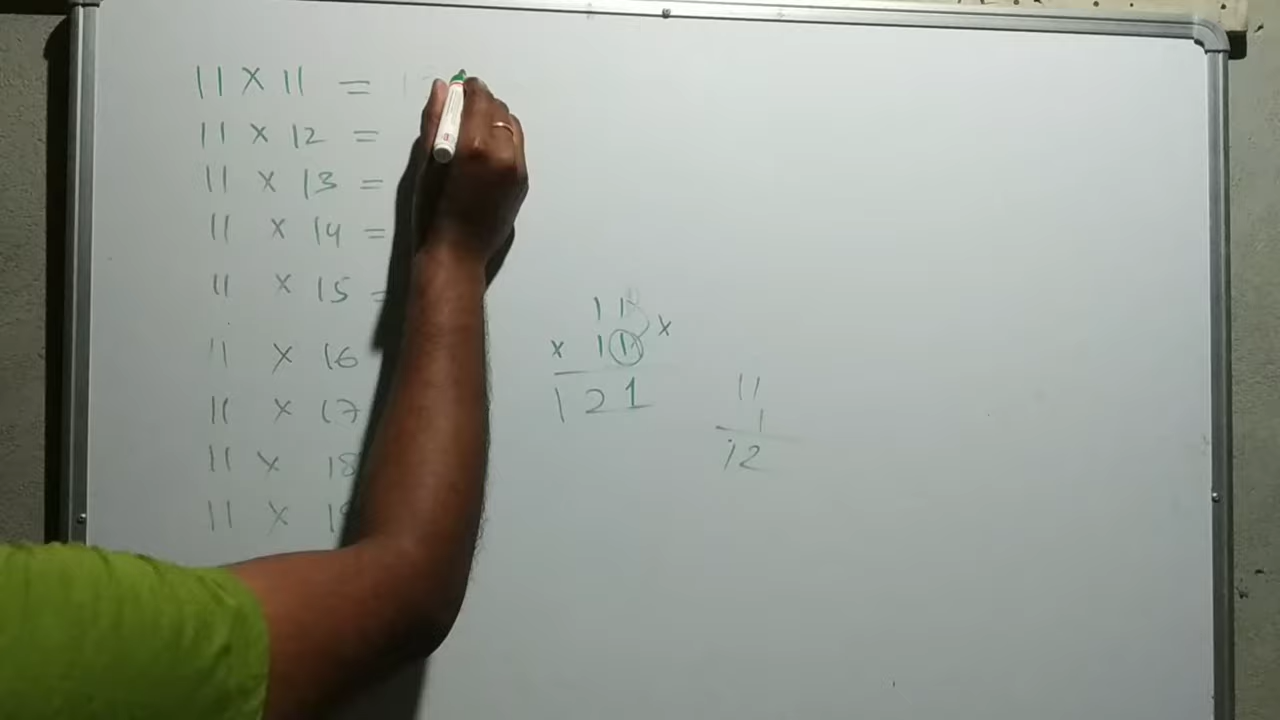 11 × 11 = 12
11 × 12 =
11 × 13 =
11 × 14 =
11 × 15 =
11 × 16
11 × 17
11 × 18
11 ×
11
× 11 ×
121
11
1
12